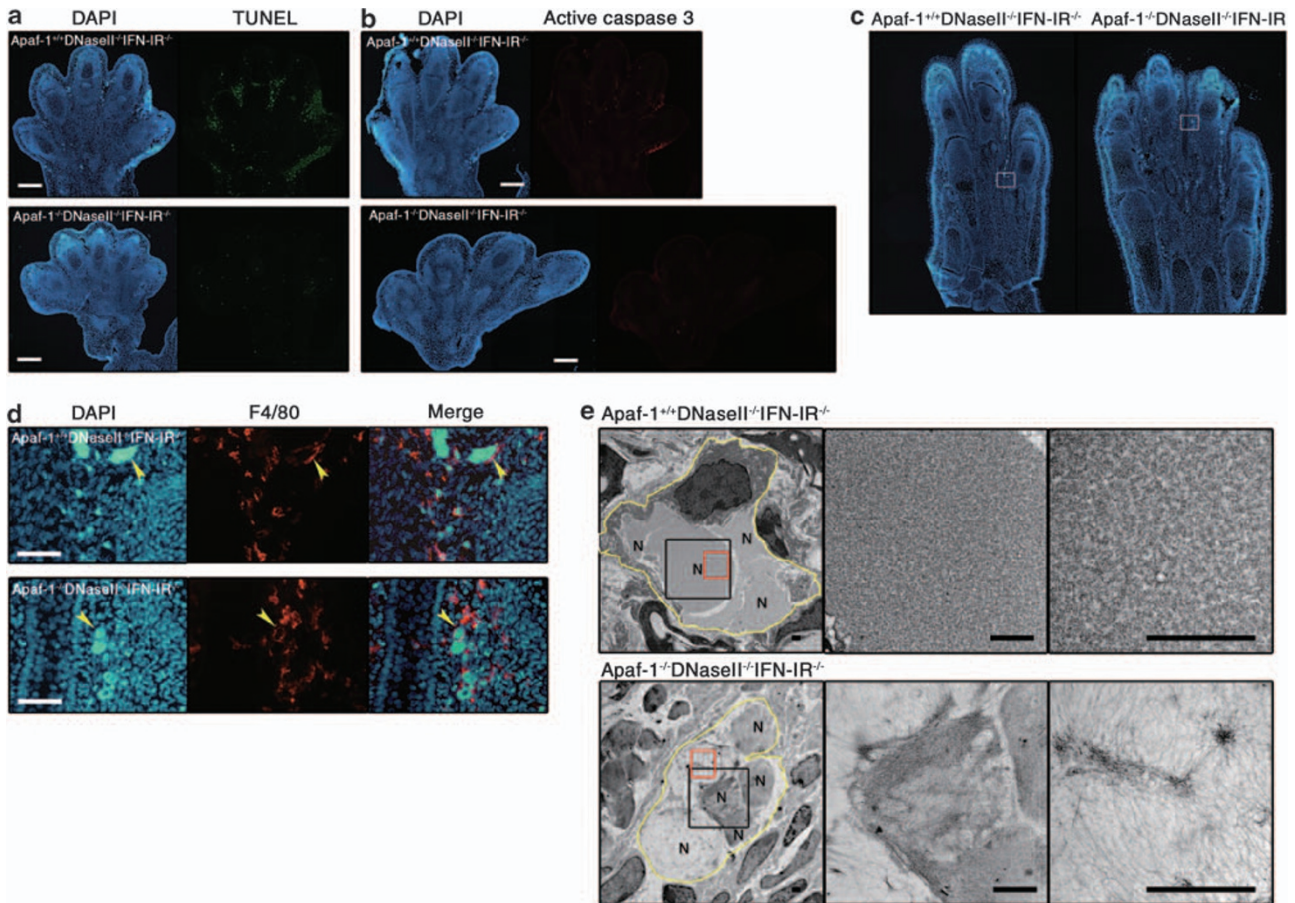 a DAPI TUNEL
Apaf-1⁺/⁺DNaseII⁻/⁻IFN-IR⁻/⁻
Apaf-1⁻/⁻DNaseII⁻/⁻IFN-IR⁻/⁻
b DAPI Active caspase 3
Apaf-1⁺/⁺DNaseII⁻/⁻IFN-IR⁻/⁻
Apaf-1⁻/⁻DNaseII⁻/⁻IFN-IR⁻/⁻
c Apaf-1⁺/⁺DNaseII⁻/⁻IFN-IR⁻/⁻ Apaf-1⁻/⁻DNaseII⁻/⁻IFN-IR
d DAPI F4/80 Merge
Apaf-1⁺/⁺DNaseII⁻/⁻IFN-IR⁻/⁻
Apaf-1⁻/⁻DNaseII⁻/⁻IFN-IR⁻/⁻
e Apaf-1⁺/⁺DNaseII⁻/⁻IFN-IR⁻/⁻
N
N
N
N
Apaf-1⁻/⁻DNaseII⁻/⁻IFN-IR⁻/⁻
N
N
N
N
N